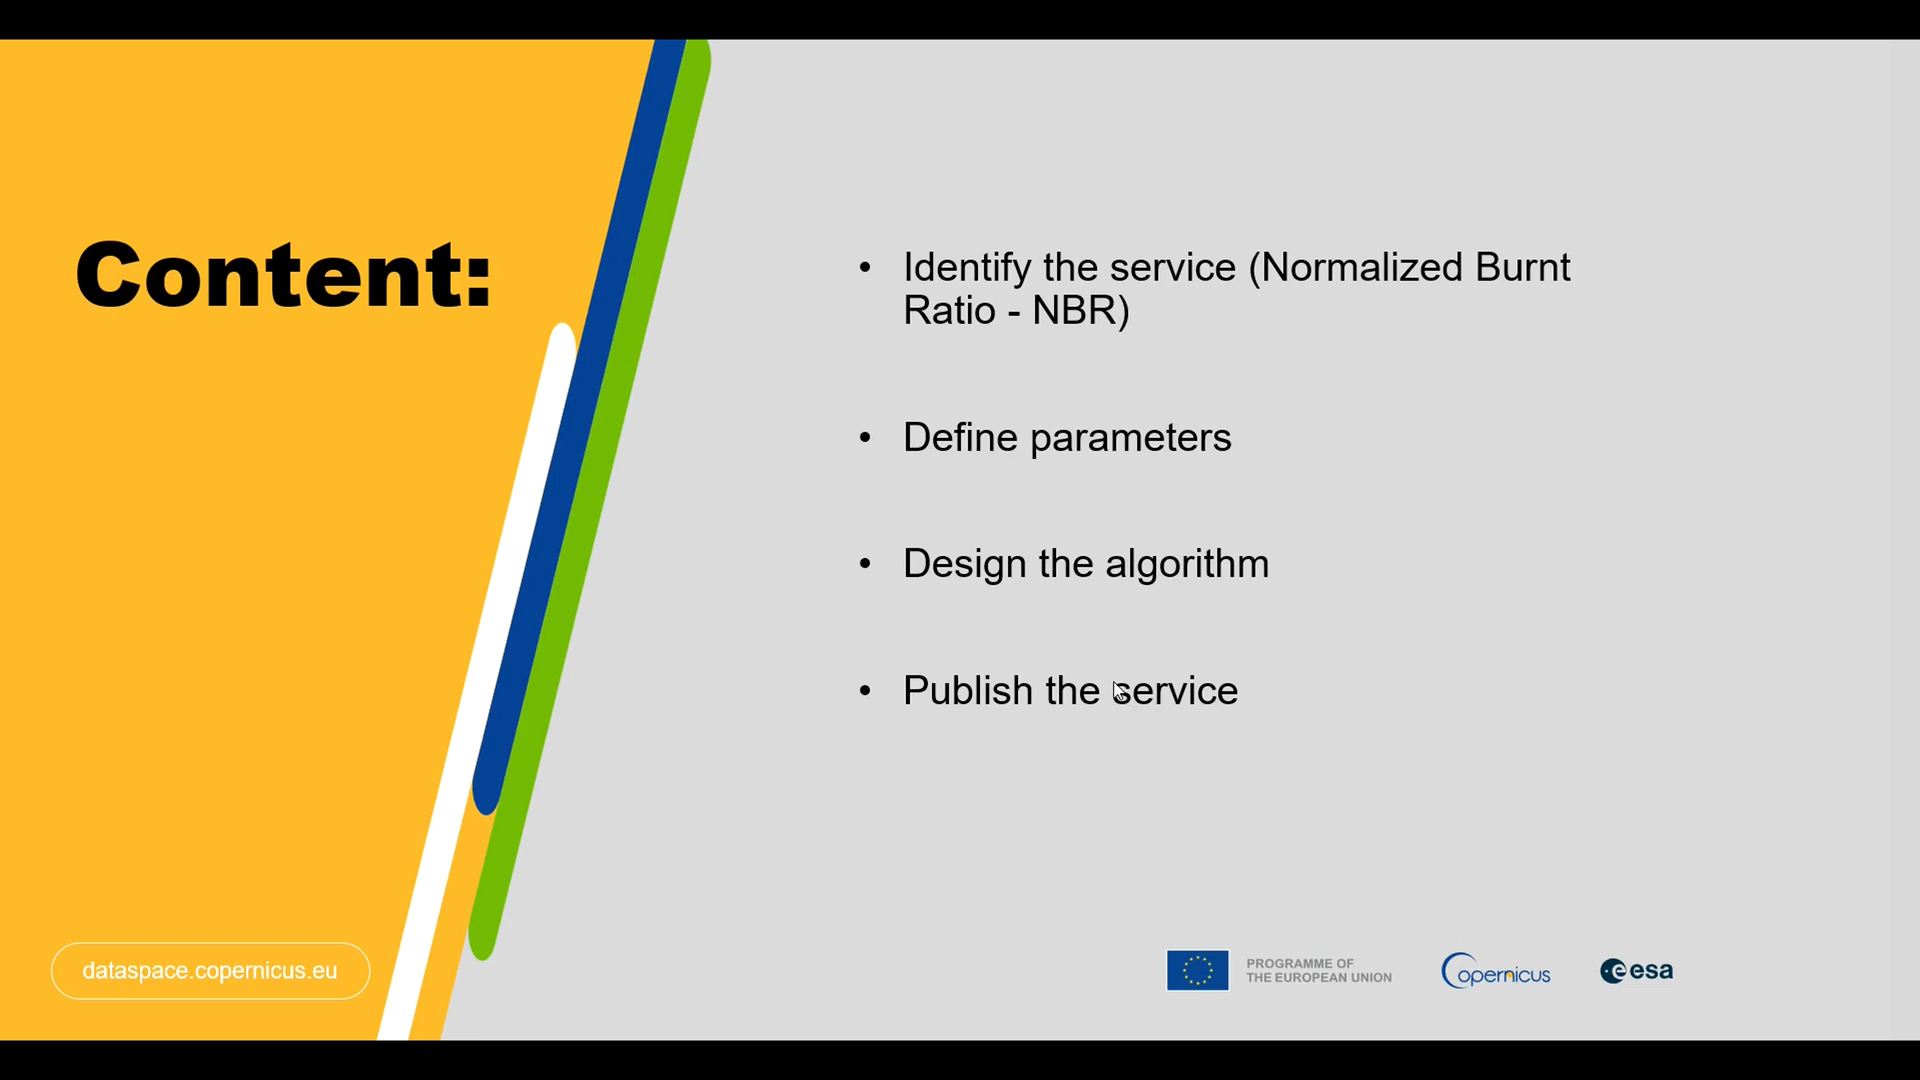 Content:
• Identify the service (Normalized Burnt
Ratio - NBR)
• Define parameters
• Design the algorithm
• Publish the service
dataspace.copernicus.eu
PROGRAMME OF
THE EUROPEAN UNION
Copernicus
esa